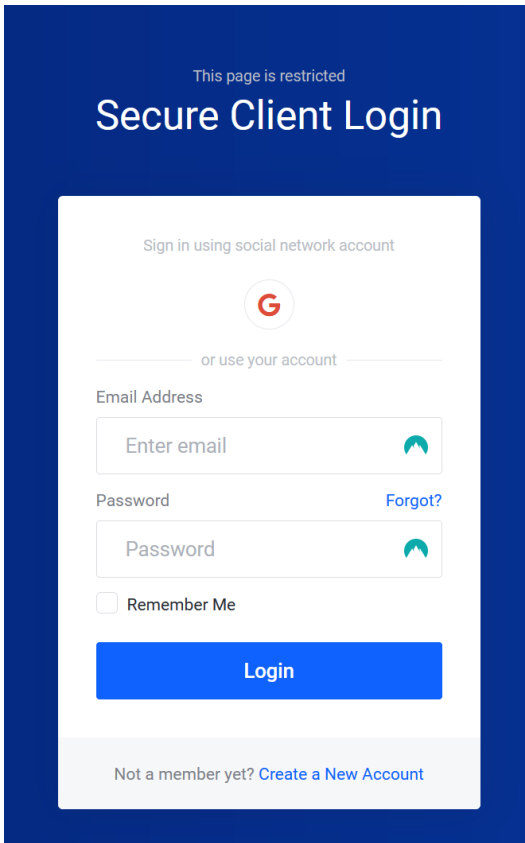 This page is restricted
Secure Client Login
Sign in using social network account
G
or use your account
Email Address
Enter email
Password Forgot?
Password
Remember Me
Login
Not a member yet? Create a New Account